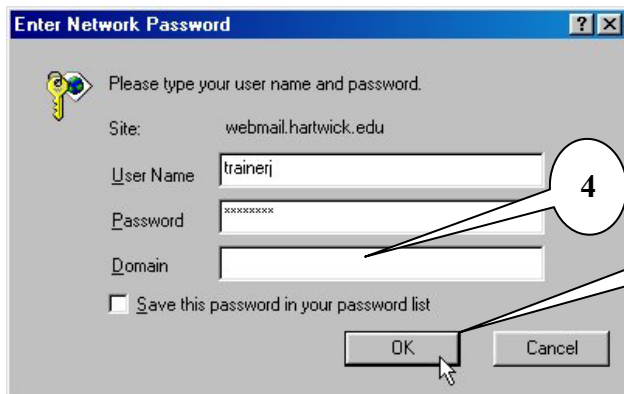 Enter Network Password
Please type your user name and password.
Site: webmail.hartwick.edu
User Name trainerj
Password xxxxxxxx
Domain
4
Save this password in your password list
OK Cancel